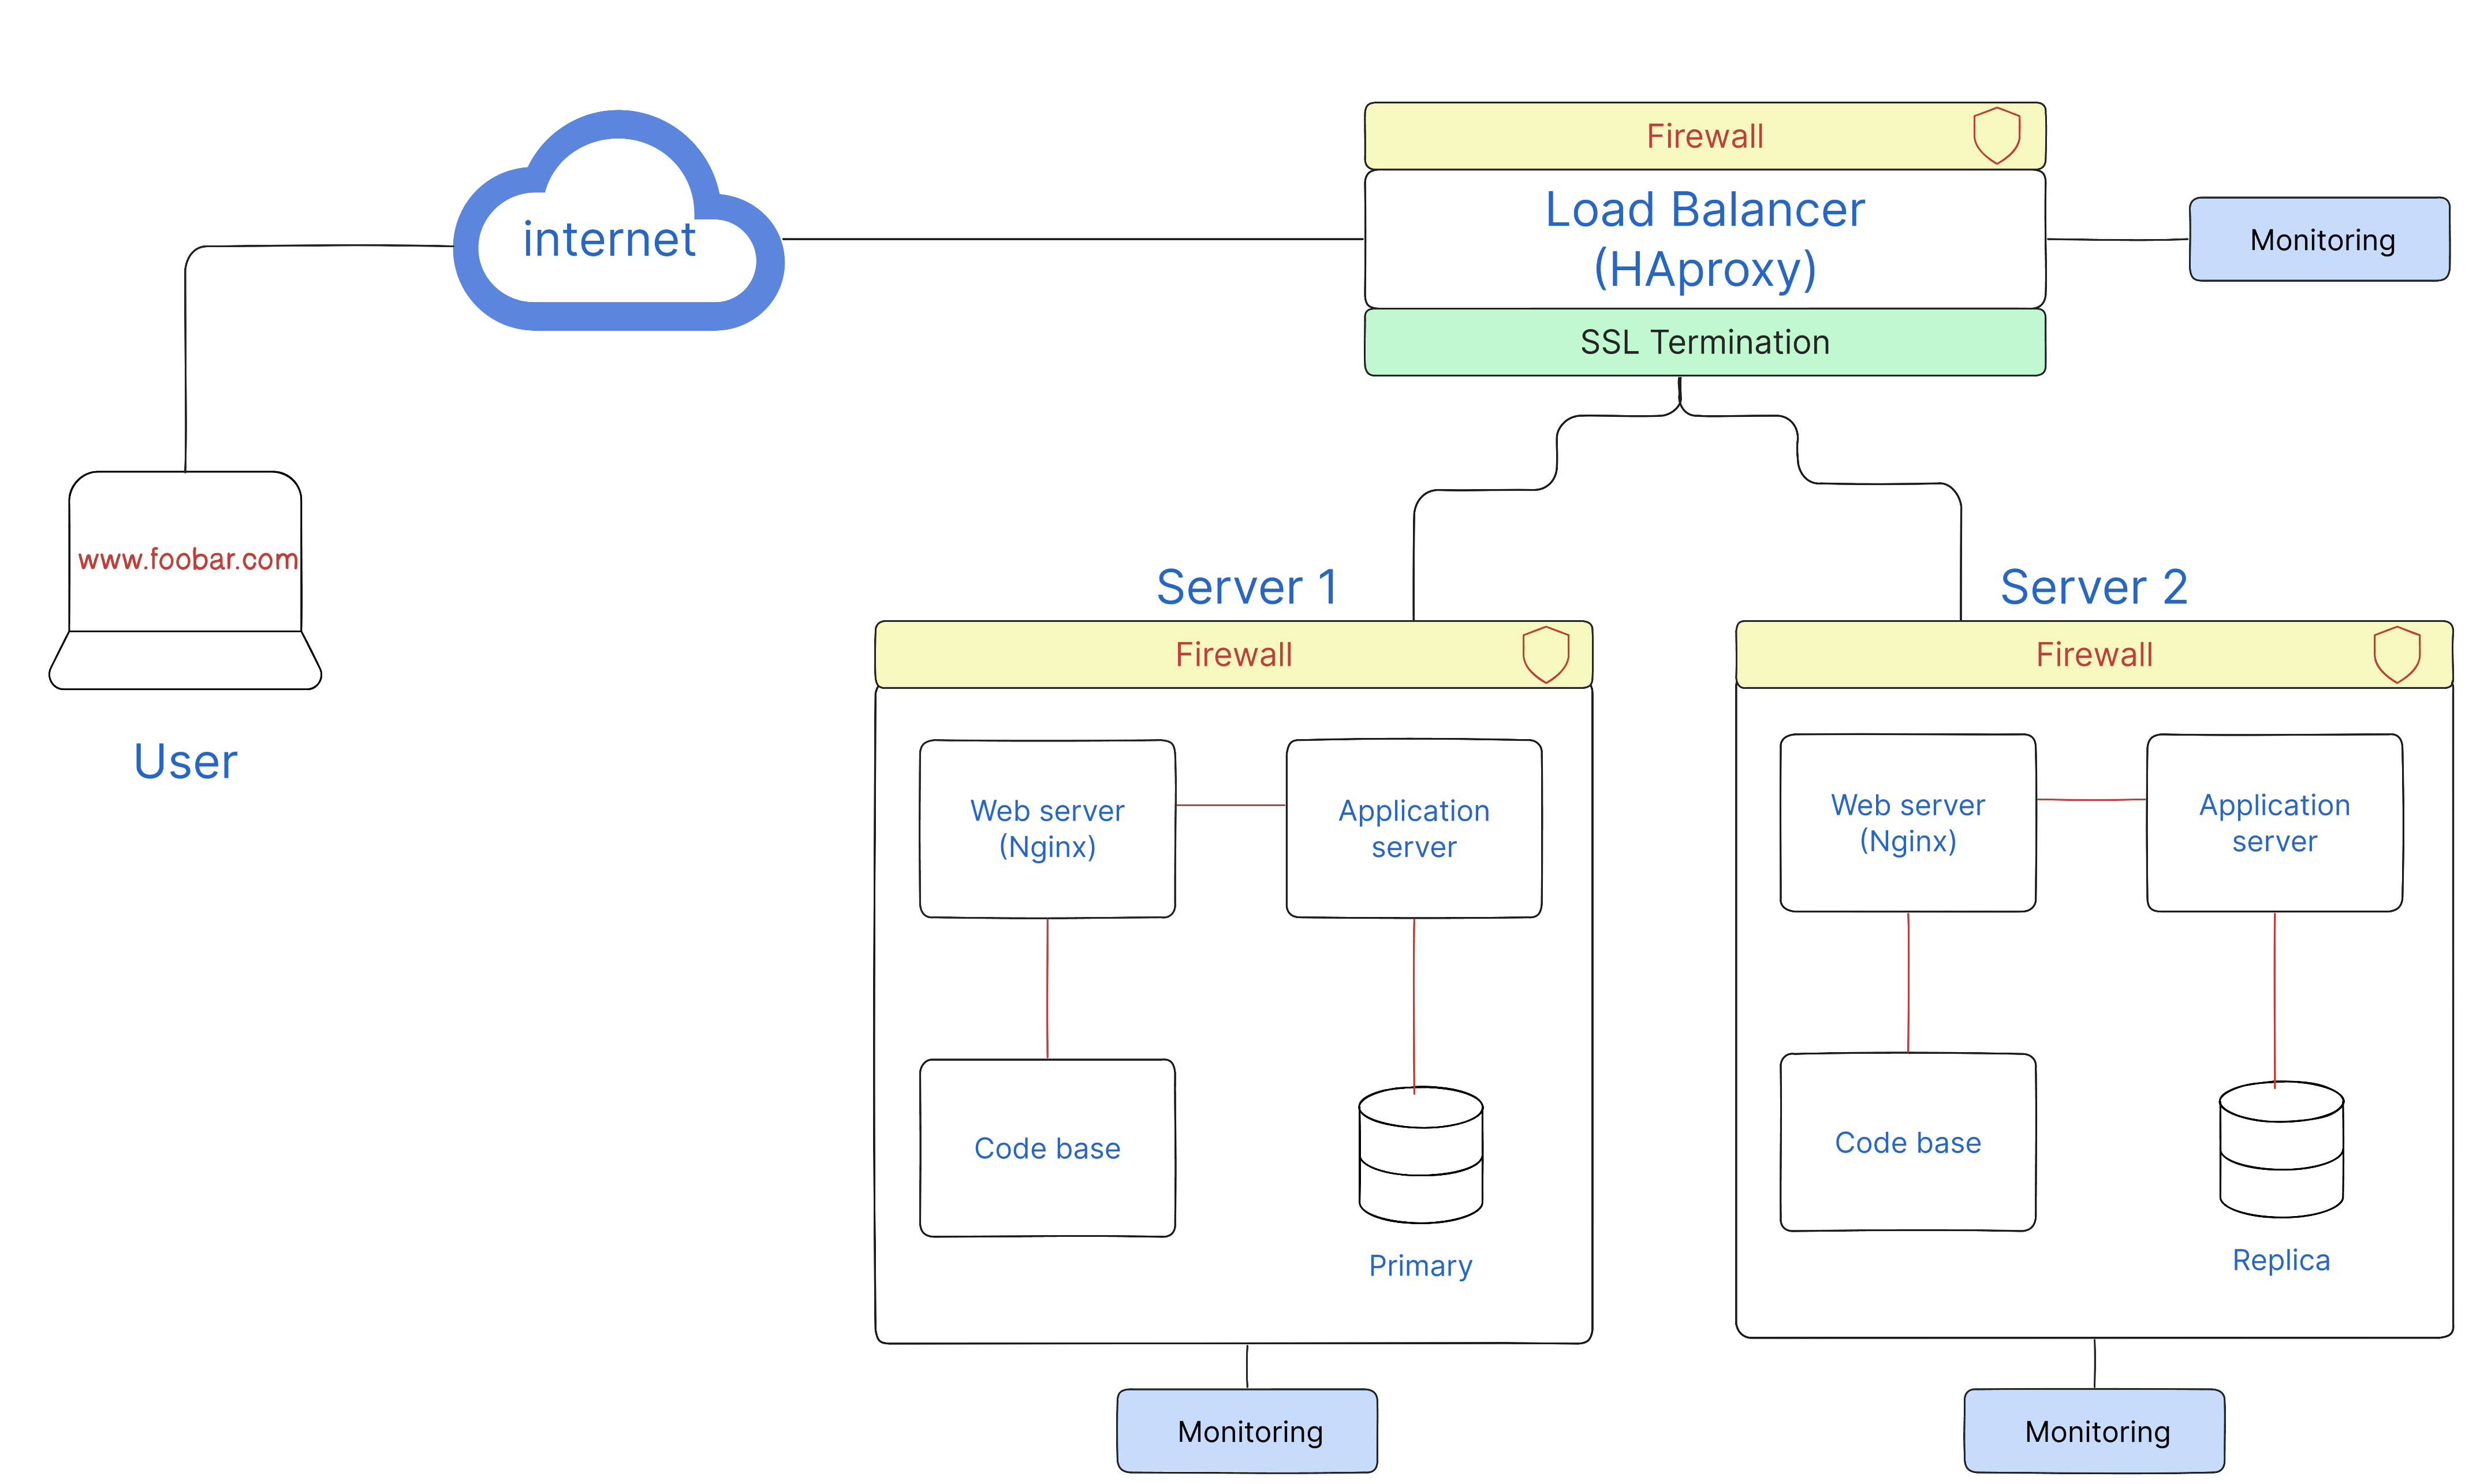 Firewall
internet
Load Balancer
(HAproxy)
Monitoring
SSL Termination
www.foobar.com
User
Server 1
Server 2
Firewall
Firewall
Web server
(Nginx)
Application
server
Web server
(Nginx)
Application
server
Code base
Primary
Code base
Replica
Monitoring
Monitoring